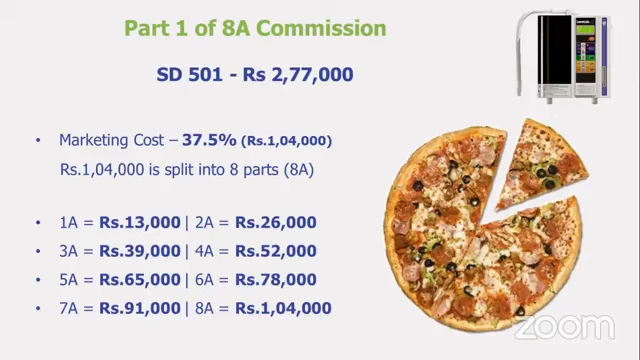 Part 1 of 8A Commission
SD 501 - Rs 2,77,000
• Marketing Cost – 37.5% (Rs.1,04,000)
Rs.1,04,000 is split into 8 parts (8A)
• 1A = Rs.13,000 | 2A = Rs.26,000
• 3A = Rs.39,000 | 4A = Rs.52,000
• 5A = Rs.65,000 | 6A = Rs.78,000
• 7A = Rs.91,000 | 8A = Rs.1,04,000
zoom